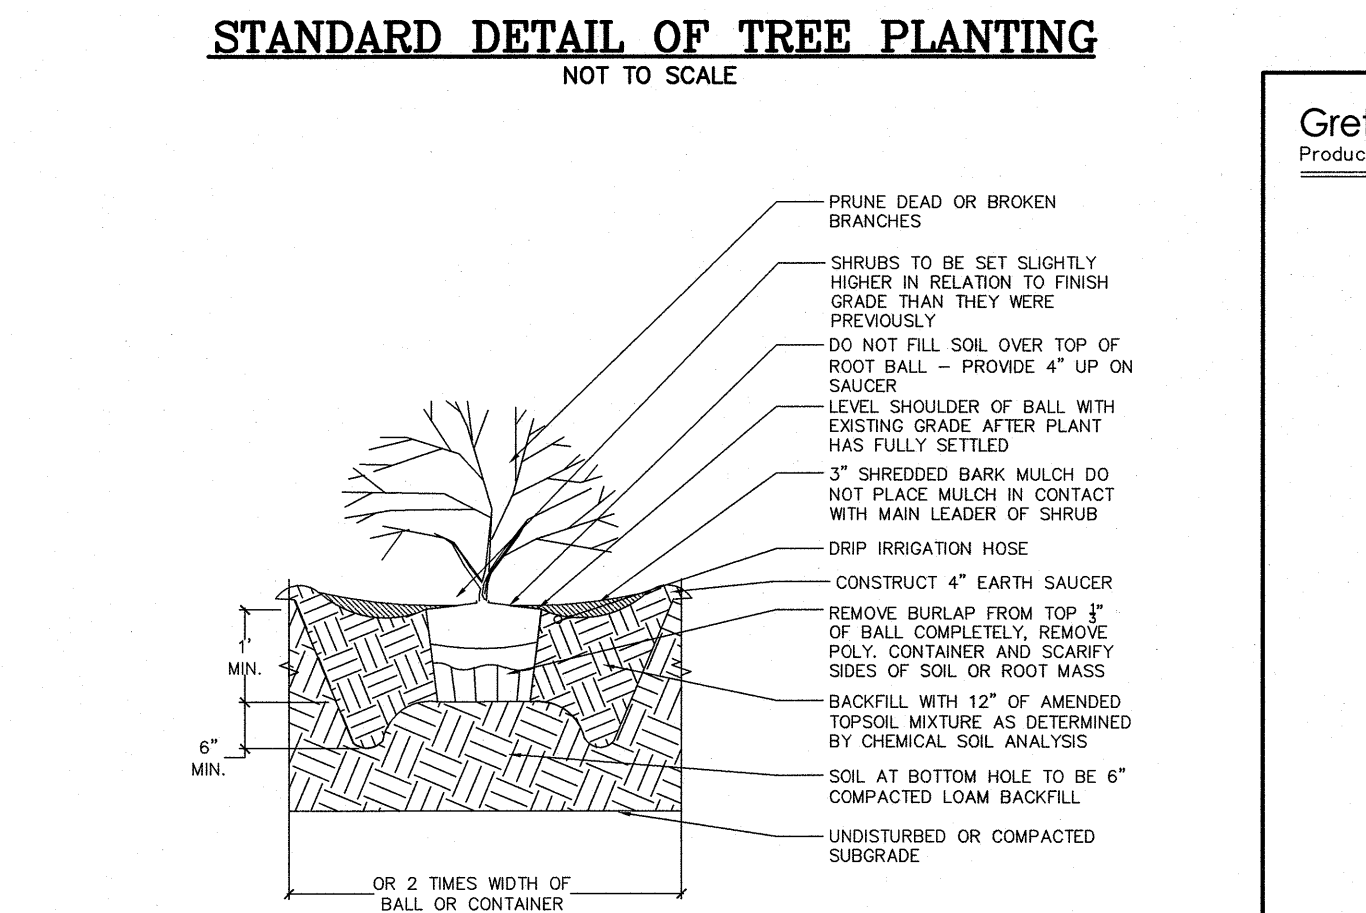 STANDARD DETAIL OF TREE PLANTING
NOT TO SCALE
Produc
PRUNE DEAD OR BROKEN
BRANCHES
SHRUBS TO BE SET SLIGHTLY
HIGHER IN RELATION TO FINISH
GRADE THAN THEY WERE
PREVIOUSLY
DO NOT FILL SOIL OVER TOP OF
ROOT BALL – PROVIDE 4" UP ON
SAUCER
LEVEL SHOULDER OF BALL WITH
EXISTING GRADE AFTER PLANT
HAS FULLY SETTLED
3" SHREDDED BARK MULCH DO
NOT PLACE MULCH IN CONTACT
WITH MAIN LEADER OF SHRUB
DRIP IRRIGATION HOSE
CONSTRUCT 4" EARTH SAUCER
REMOVE BURLAP FROM TOP ⅓"
OF BALL COMPLETELY, REMOVE
POLY. CONTAINER AND SCARIFY
SIDES OF SOIL OR ROOT MASS
BACKFILL WITH 12" OF AMENDED
TOPSOIL MIXTURE AS DETERMINED
BY CHEMICAL SOIL ANALYSIS
SOIL AT BOTTOM HOLE TO BE 6"
COMPACTED LOAM BACKFILL
UNDISTURBED OR COMPACTED
SUBGRADE
1'
MIN.
6"
MIN.
OR 2 TIMES WIDTH OF
BALL OR CONTAINER